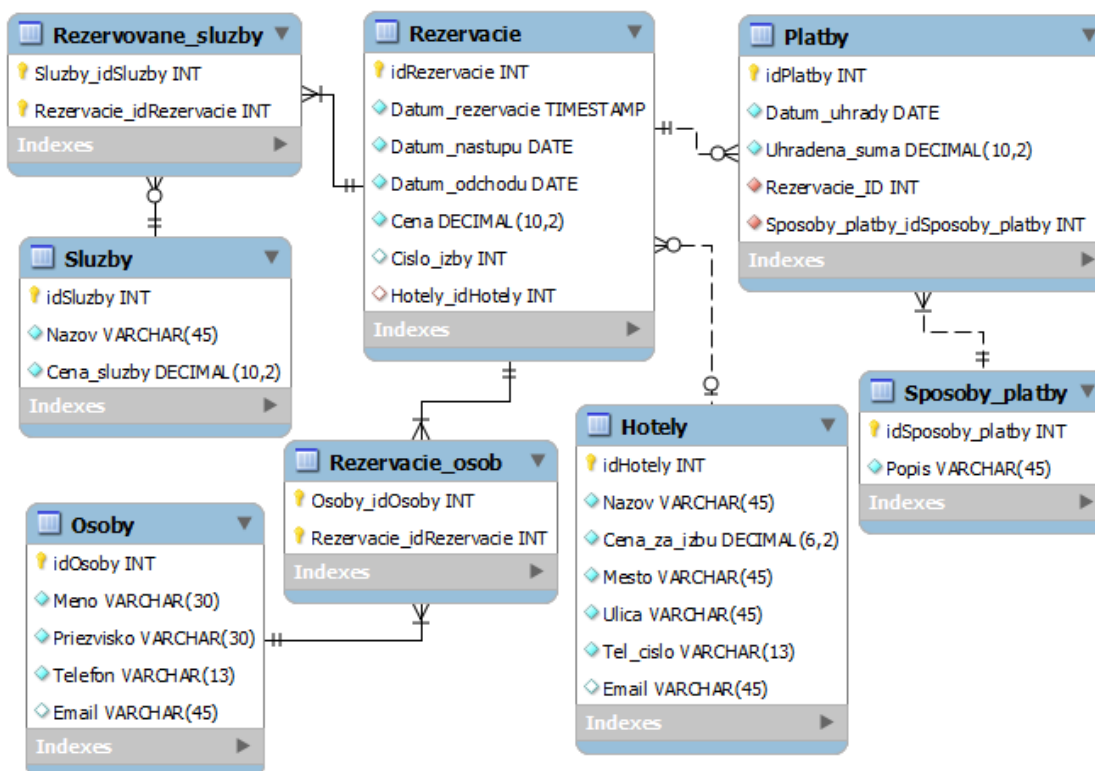 Rezervovane_sluzby
Sluzby_idSluzby INT
Rezervacie_idRezervacie INT
Indexes
Rezervacie
idRezervacie INT
Datum_rezervacie TIMESTAMP
Datum_nastupu DATE
Datum_odchodu DATE
Cena DECIMAL(10,2)
Cislo_izby INT
Hotely_idHotely INT
Indexes
Platby
idPlatby INT
Datum_uhrady DATE
Uhradena_suma DECIMAL(10,2)
Rezervacie_ID INT
Sposoby_platby_idSposoby_platby INT
Indexes
Sluzby
idSluzby INT
Nazov VARCHAR(45)
Cena_sluzby DECIMAL(10,2)
Indexes
Sposoby_platby
idSposoby_platby INT
Popis VARCHAR(45)
Indexes
Hotely
idHotely INT
Nazov VARCHAR(45)
Cena_za_izbu DECIMAL(6,2)
Mesto VARCHAR(45)
Ulica VARCHAR(45)
Tel_cislo VARCHAR(13)
Email VARCHAR(45)
Indexes
Rezervacie_osob
Osoby_idOsoby INT
Rezervacie_idRezervacie INT
Indexes
Osoby
idOsoby INT
Meno VARCHAR(30)
Priezvisko VARCHAR(30)
Telefon VARCHAR(13)
Email VARCHAR(45)
Indexes